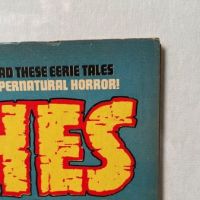 AD THESE EERIE TALES
PERNATURAL HORROR!
HES